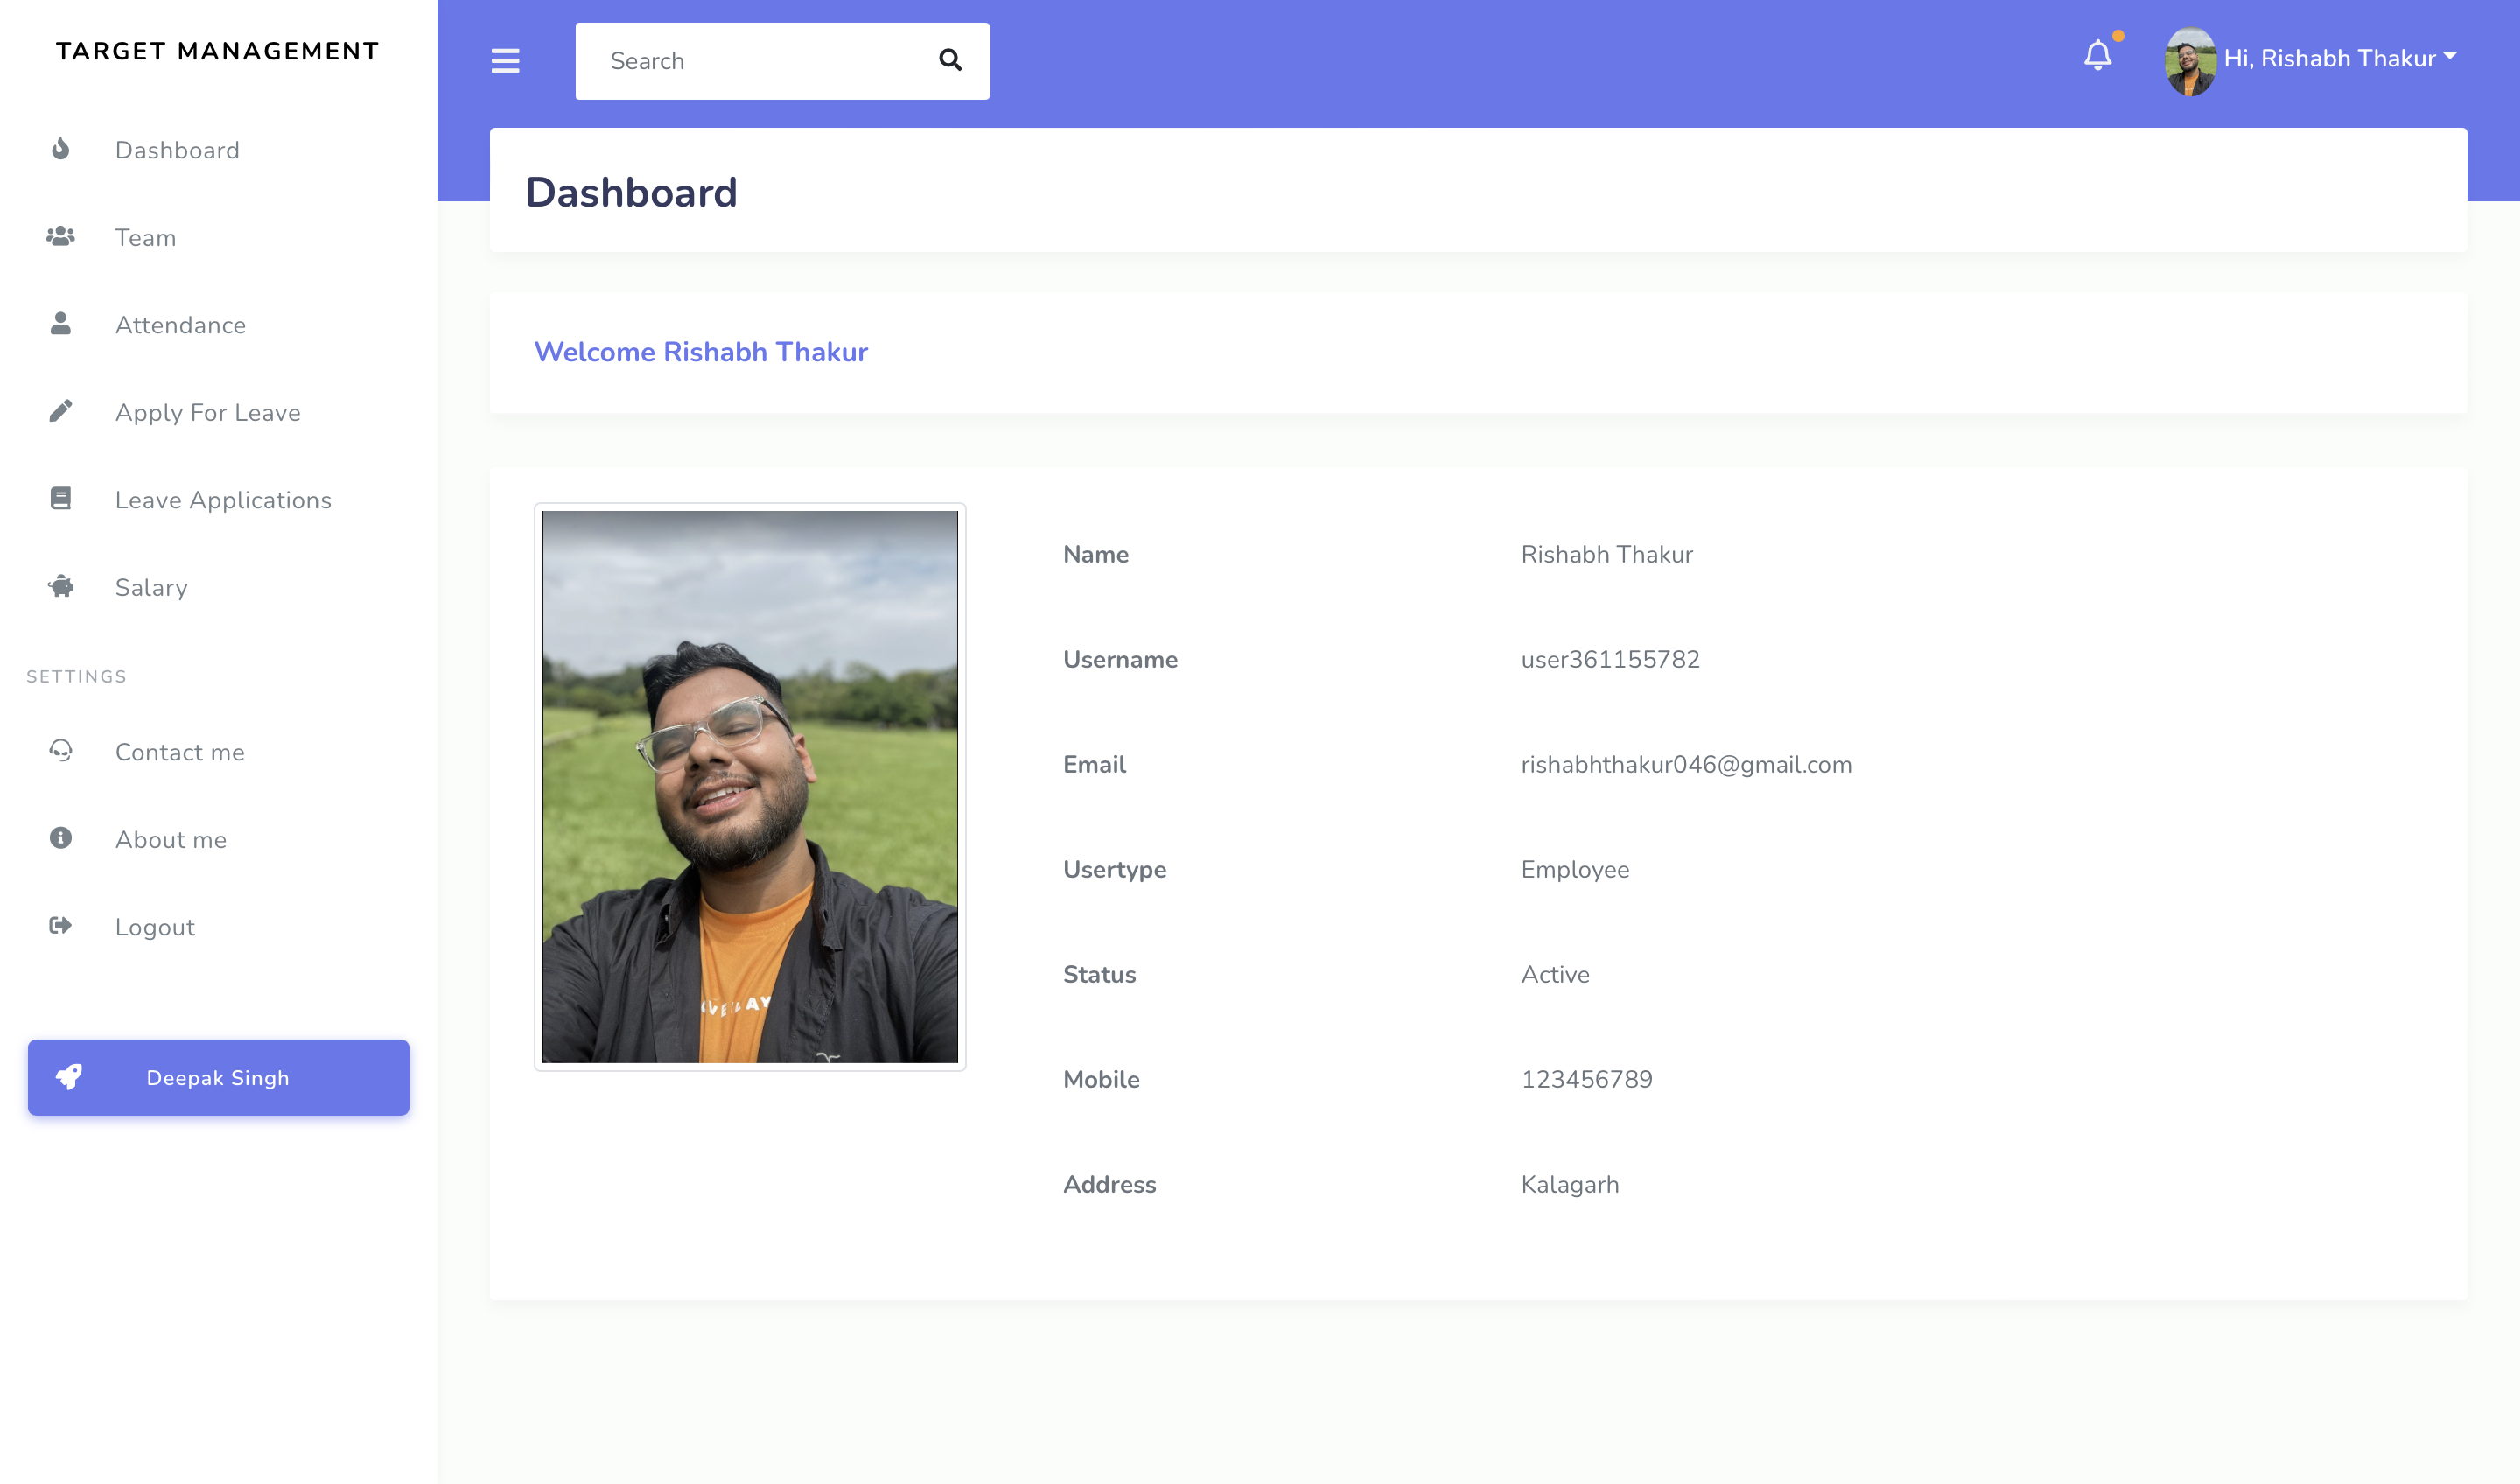 TARGET MANAGEMENT
Dashboard
Team
Attendance
Apply For Leave
Leave Applications
Salary
SETTINGS
Contact me
About me
Logout
Deepak Singh
Search
Hi, Rishabh Thakur
Dashboard
Welcome Rishabh Thakur
Name Rishabh Thakur
Username user361155782
Email rishabhthakur046@gmail.com
Usertype Employee
Status Active
Mobile 123456789
Address Kalagarh